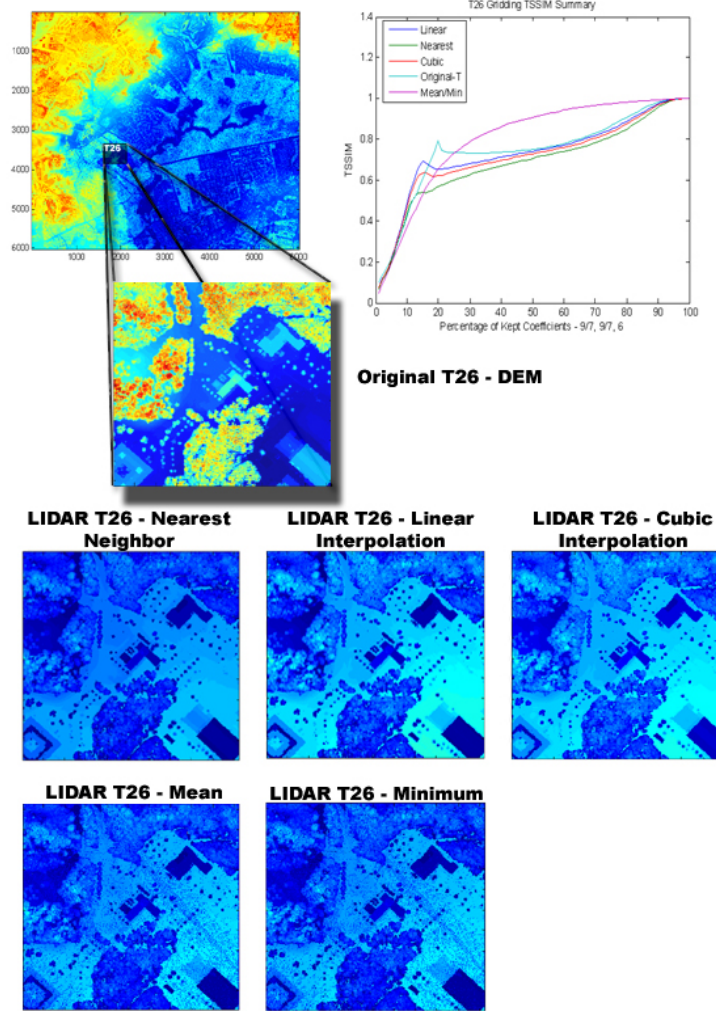 1000
2000
3000
4000
5000
6000
1000 2000 3000 4000 5000 6000
T26
T26 Gridding TSSIM Summary
Linear
Nearest
Cubic
Original-T
Mean/Min
1.4
1.2
1
0.8
0.6
0.4
0.2
0
TSSIM
0 10 20 30 40 50 60 70 80 90 100
Percentage of Kept Coefficients - 9/7, 9/7, 6
Original T26 - DEM
LIDAR T26 - Nearest
Neighbor
LIDAR T26 - Linear
Interpolation
LIDAR T26 - Cubic
Interpolation
LIDAR T26 - Mean
LIDAR T26 - Minimum